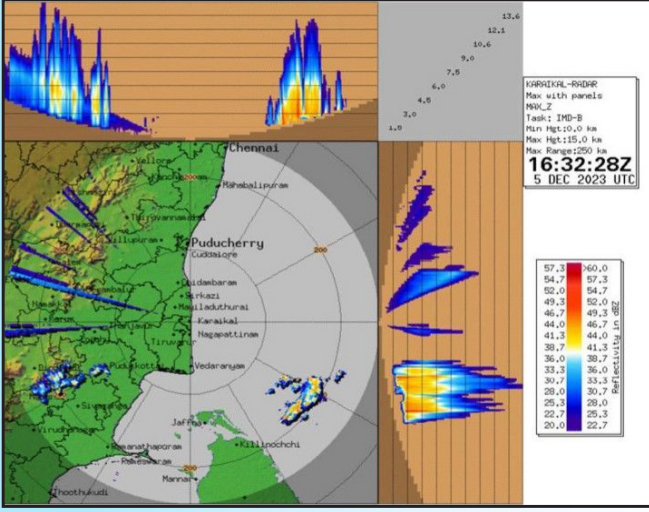 13.6
12.1
10.6
9.0
7.5
6.0
4.5
3.0
KARAIKAL-RADAR
Max with panels
MAX_Z
Task: IMD-B
Min Hgt:0.0 km
Max Hgt:15.0 km
Max Range:250 km
16:32:28Z
5 DEC 2023 UTC
Chennai
Vellore
200
Mahabalipuram
Villupuram
Puducherry
Cuddalore
200
Chidambaram
Sirkazi
Mayiladuthurai
Karaikal
Nagapattinam
Thanjavur
Tiruvarur
Vedaranyam
Pudukkotta
Sivaganga
Virudhunagar
Jaffna
Killinochchi
Ramanathapuram
Rameswaram
200
Mannar
Thoothukudi
57.3 >60.0
54.7 57.3
52.0 54.7
49.3 52.0
46.7 49.3
44.0 46.7
41.3 44.0
38.7 41.3
36.0 38.7
33.3 36.0
30.7 33.3
28.0 30.7
25.3 28.0
22.7 25.3
20.0 22.7
Reflectivity in dBZ